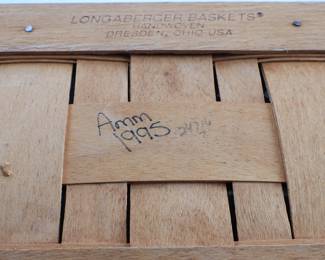 LONGABERGER BASKETS®
HANDWOVEN
DRESDEN, OHIO USA
Amm
1995